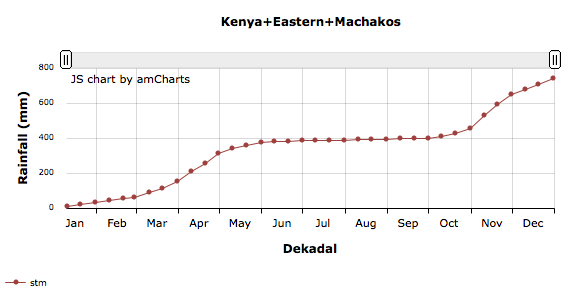 Kenya+Eastern+Machakos
JS chart by amCharts
Rainfall (mm)
800
600
400
200
0
Jan Feb Mar Apr May Jun Jul Aug Sep Oct Nov Dec
Dekadal
stm